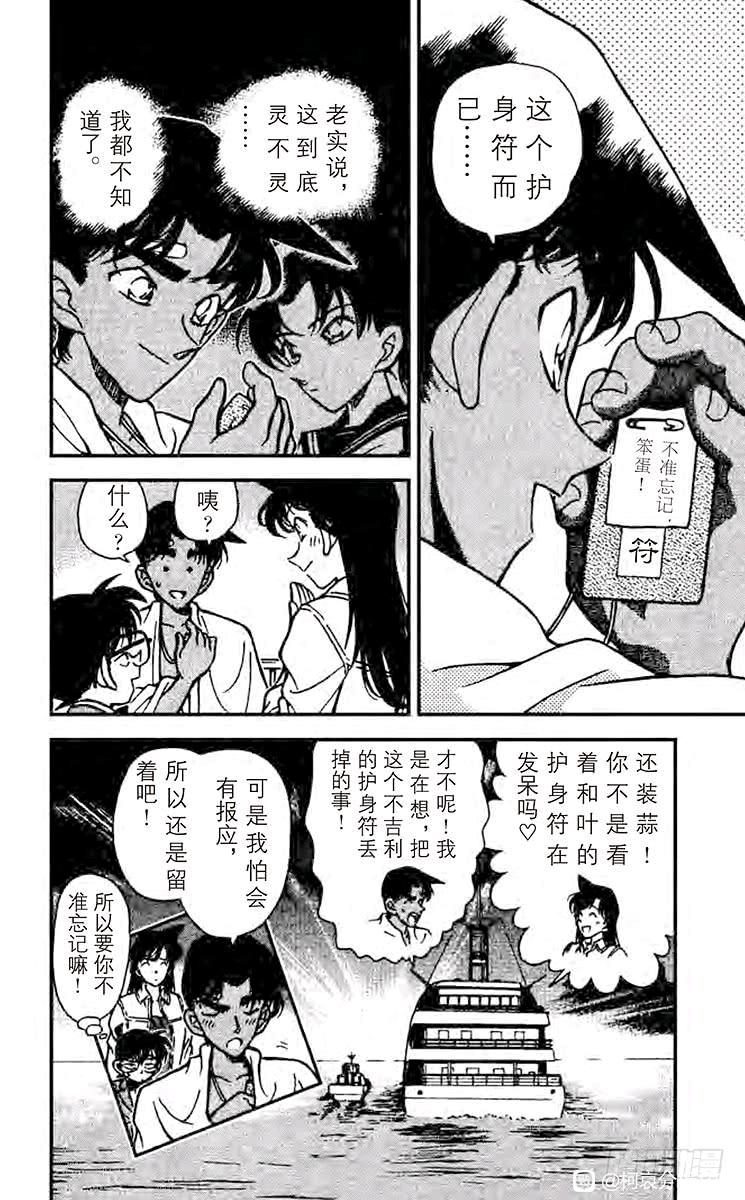 这个护
身符而
已……
不准忘记，
笨蛋！
符
老实说，
这到底
灵不灵
……
我都不知
道了。
咦？
什么？
还装蒜！
你不是看
着和叶的
护身符在
发呆吗♡
才不呢！我
是在想，把
这个不吉利
的护身符丢
掉的事！
可是我怕会
有报应，
所以还是留
着吧！
所以要你不
准忘记嘛！
@柯哀分